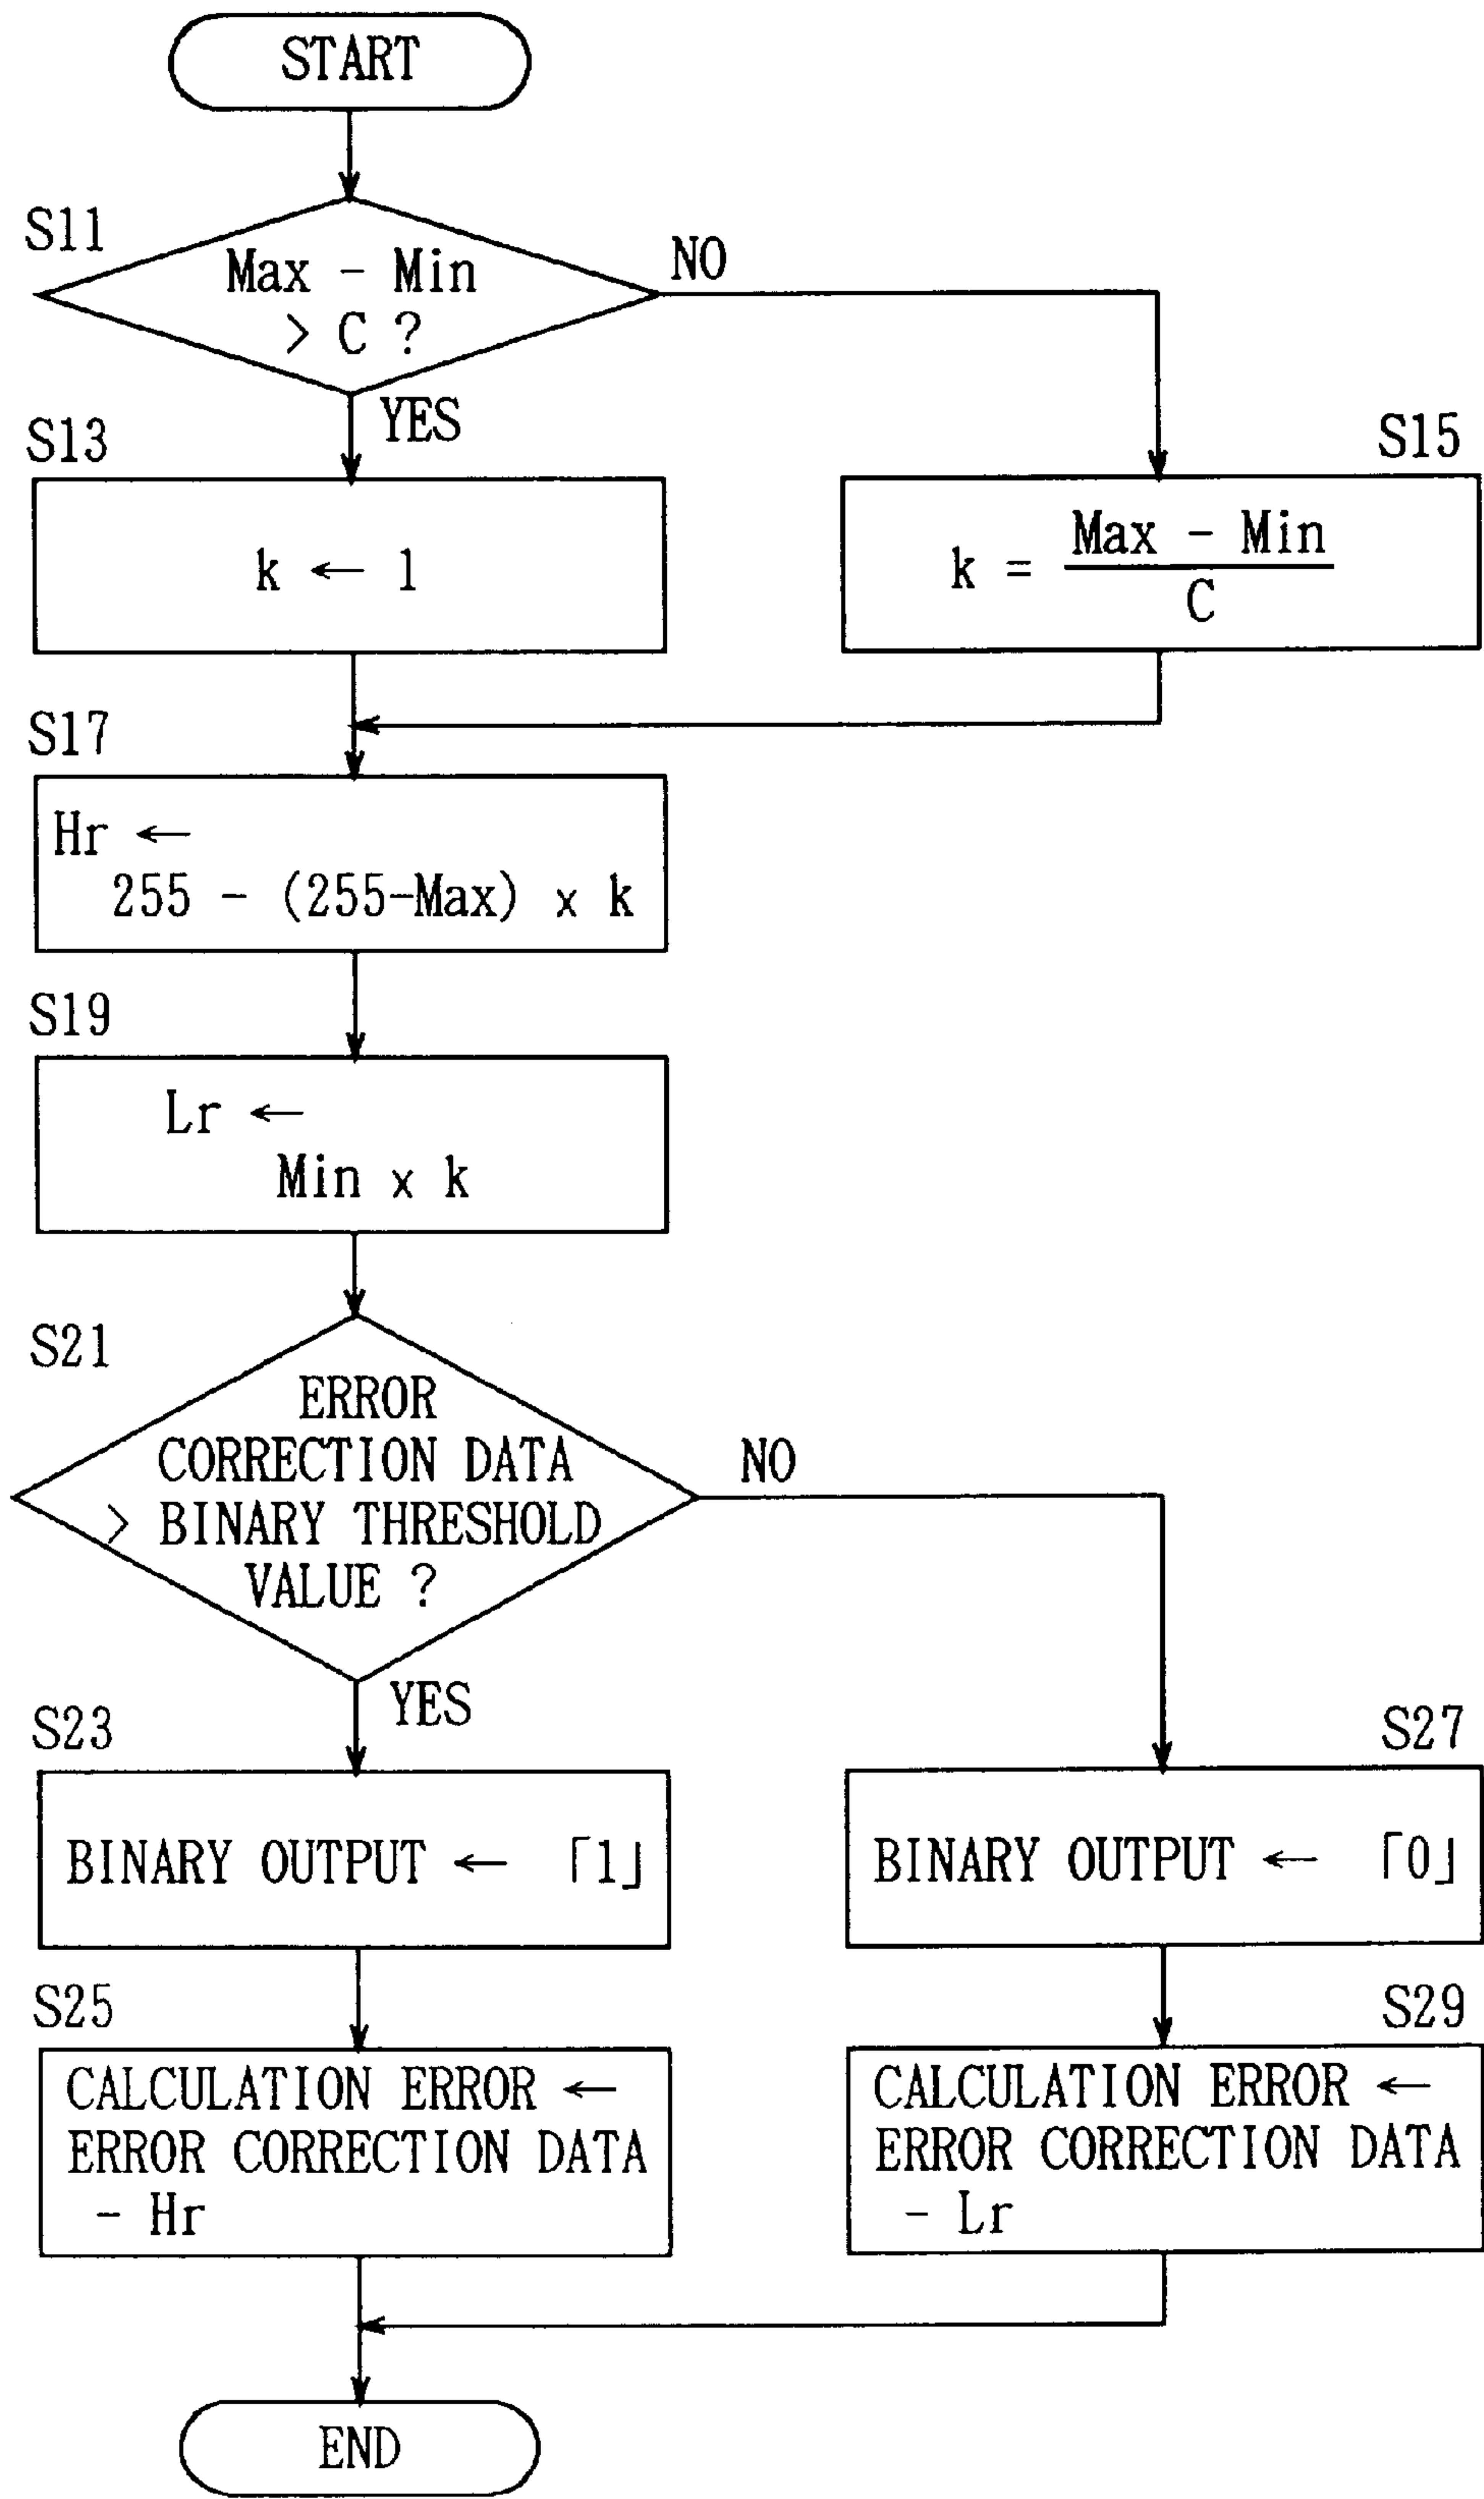 START
S11
Max - Min
> C ?
NO
YES
S13
k ← 1
S15
k = Max - Min
C
S17
Hr ←
255 - (255-Max) x k
S19
Lr ←
Min x k
S21
ERROR
CORRECTION DATA
> BINARY THRESHOLD
VALUE ?
NO
YES
S23
BINARY OUTPUT ← 「1」
S27
BINARY OUTPUT ← 「0」
S25
CALCULATION ERROR ←
ERROR CORRECTION DATA
- Hr
S29
CALCULATION ERROR ←
ERROR CORRECTION DATA
- Lr
END